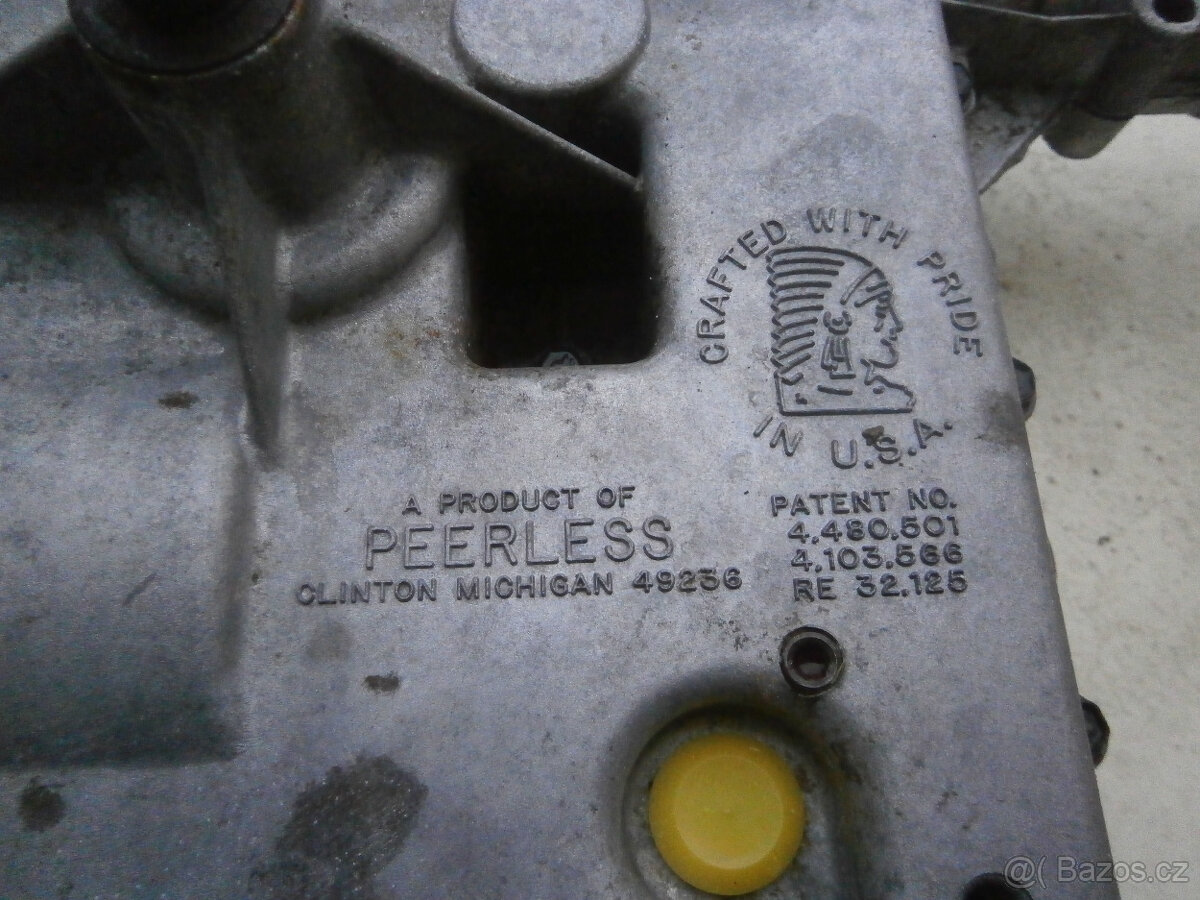 CRAFTED WITH PRIDE
IN U.S.A.
A PRODUCT OF
PEERLESS
CLINTON MICHIGAN 49236
PATENT NO.
4,480,501
4,103,566
RE 32,125
Bazos.cz